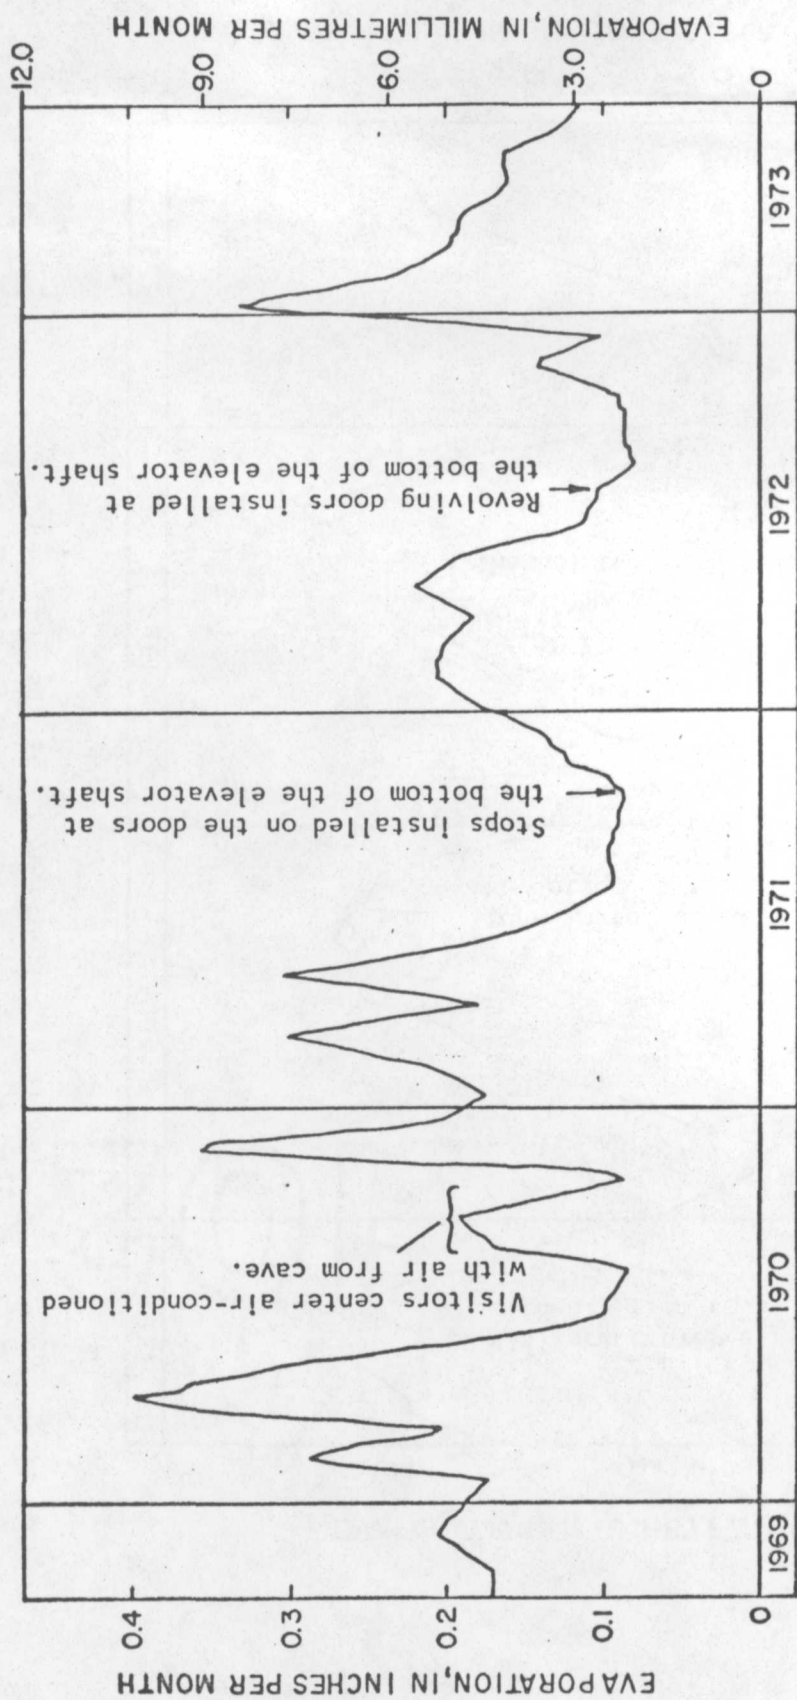 EVAPORATION, IN INCHES PER MONTH
0.4
0.3
0.2
0.1
0
Visitors center air-conditioned
with air from cave.
Stops installed on the doors at
the bottom of the elevator shaft.
Revolving doors installed at
the bottom of the elevator shaft.
1969
1970
1971
1972
1973
12.0
9.0
6.0
3.0
0
EVAPORATION, IN MILLIMETRES PER MONTH